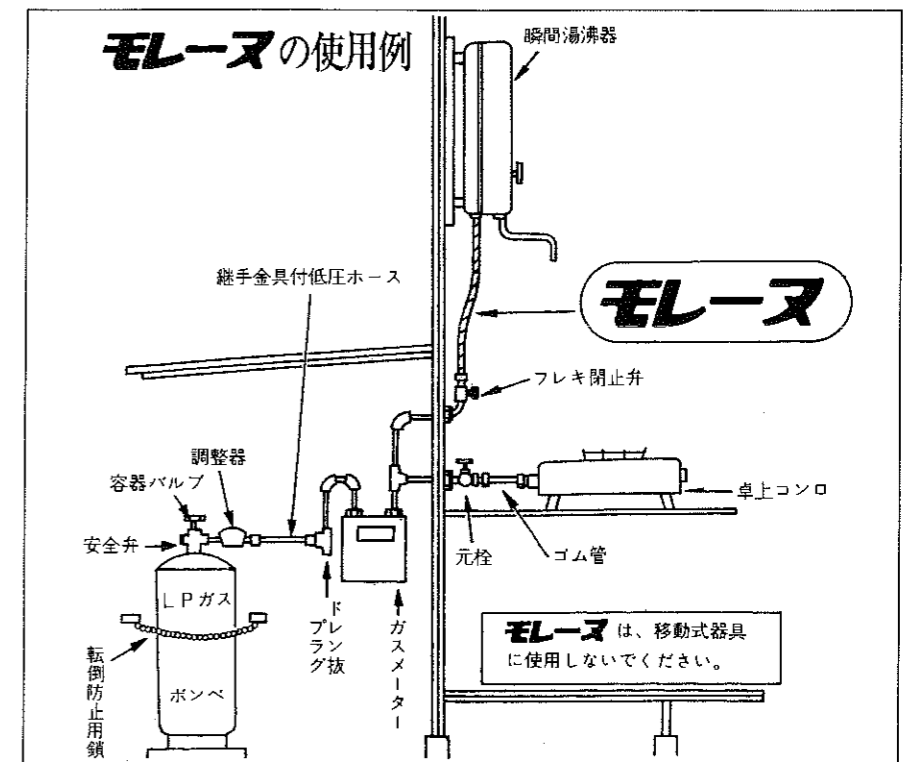 モレーヌの使用例
瞬間湯沸器
継手金具付低圧ホース
モレーヌ
フレキ閉止弁
調整器
容器バルブ
安全弁
卓上コンロ
元栓
ゴム管
LPガス
ボンベ
転倒防止用鎖
ドレン抜
プラグ
ガスメーター
モレーヌは、移動式器具
に使用しないでください。